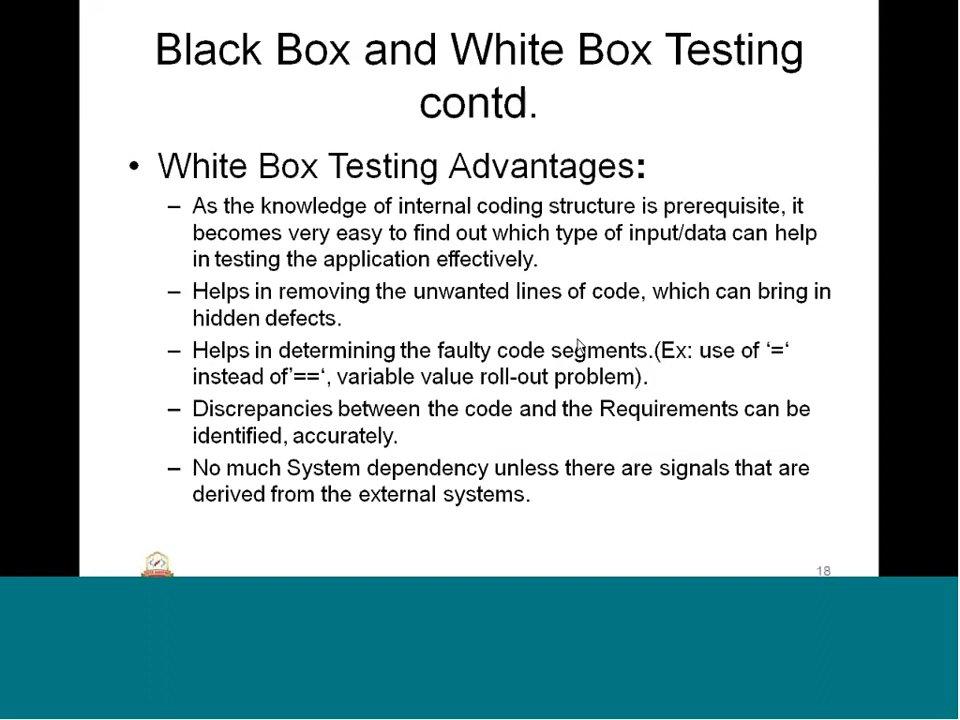 Black Box and White Box Testing
contd.
• White Box Testing Advantages:
– As the knowledge of internal coding structure is prerequisite, it
becomes very easy to find out which type of input/data can help
in testing the application effectively.
– Helps in removing the unwanted lines of code, which can bring in
hidden defects.
– Helps in determining the faulty code segments.(Ex: use of ‘=‘
instead of’==‘, variable value roll-out problem).
– Discrepancies between the code and the Requirements can be
identified, accurately.
– No much System dependency unless there are signals that are
derived from the external systems.
18